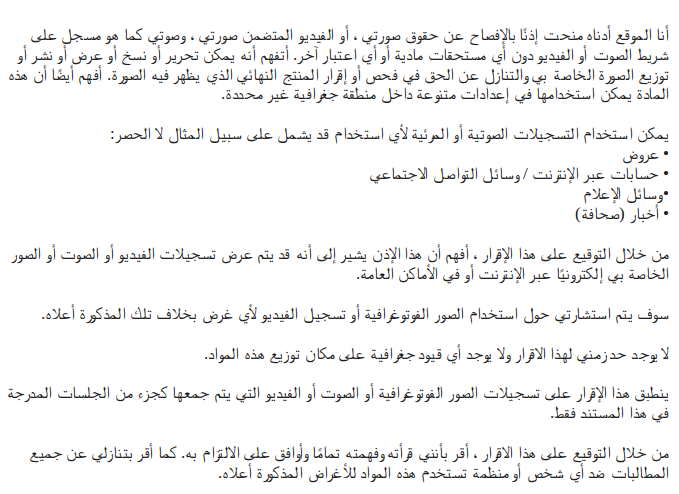 أنا الموقع أدناه منحت إذنًا بالإفصاح عن حقوق صورتي ، أو الفيديو المتضمن صورتي ، وصوتي كما هو مسجل على
شريط الصوت أو الفيديو دون أي مستحقات مادية أو أي اعتبار آخر. أتفهم أنه يمكن تحرير أو نسخ أو عرض أو نشر أو
توزيع الصورة الخاصة بي والتنازل عن الحق في فحص أو إقرار المنتج النهائي الذي يظهر فيه الصورة. أفهم أيضًا أن هذه
المادة يمكن استخدامها في إعدادات متنوعة داخل منطقة جغرافية غير محددة.
يمكن استخدام التسجيلات الصوتية أو المرئية لأي استخدام قد يشمل على سبيل المثال لا الحصر:
• عروض
• حسابات عبر الإنترنت / وسائل التواصل الاجتماعي
•وسائل الإعلام
• أخبار (صحافة)
من خلال التوقيع على هذا الإقرار ، أفهم أن هذا الإذن يشير إلى أنه قد يتم عرض تسجيلات الفيديو أو الصوت أو الصور
الخاصة بي إلكترونيًا عبر الإنترنت أو في الأماكن العامة.
سوف يتم استشارتي حول استخدام الصور الفوتوغرافية أو تسجيل الفيديو لأي غرض بخلاف تلك المذكورة أعلاه.
لا يوجد حد زمني لهذا الاقرار ولا يوجد أي قيود جغرافية على مكان توزيع هذه المواد.
ينطبق هذا الإقرار على تسجيلات الصور الفوتوغرافية أو الصوت أو الفيديو التي يتم جمعها كجزء من الجلسات المدرجة
في هذا المستند فقط.
من خلال التوقيع على هذا الاقرار ، أقر بأنني قرأته وفهمته تمامًا وأوافق على الالتزام به. كما أقر بتنازلي عن جميع
المطالبات ضد أي شخص أو منظمة تستخدم هذه المواد للأغراض المذكورة أعلاه.